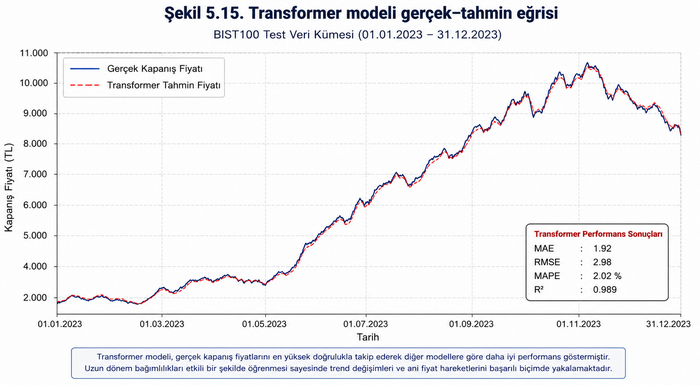 Şekil 5.15. Transformer modeli gerçek–tahmin eğrisi
BIST100 Test Veri Kümesi (01.01.2023 – 31.12.2023)
Gerçek Kapanış Fiyatı
Transformer Tahmin Fiyatı
Kapanış Fiyatı (TL)
11.000
10.000
9.000
8.000
7.000
6.000
5.000
4.000
3.000
2.000
Transformer Performans Sonuçları
MAE : 1.92
RMSE : 2.98
MAPE : 2.02 %
R² : 0.989
01.01.2023 01.03.2023 01.05.2023 01.07.2023 01.09.2023 01.11.2023 31.12.2023
Tarih
Transformer modeli, gerçek kapanış fiyatlarını en yüksek doğrulukla takip ederek diğer modellere göre daha iyi performans göstermiştir.
Uzun dönem bağımlılıkları etkili bir şekilde öğrenmesi sayesinde trend değişimleri ve ani fiyat hareketlerini başarılı biçimde yakalamaktadır.